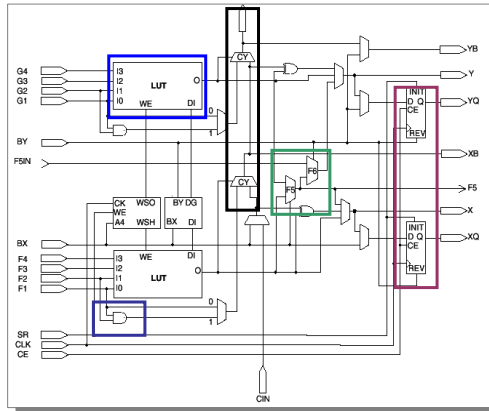 G4
G3
G2
G1
BY
F5IN
BX
F4
F3
F2
F1
SR
CLK
CE
I3
I2
I1
I0
LUT
O
WE DI
0
1
CY
CK WSO
WE
A4 WSH
BY DG
BX DI
I3
I2
I1
I0
LUT
O
0
1
CY
F5
F6
CIN
INIT
D Q
CE
REV
INIT
D Q
CE
REV
YB
Y
YQ
XB
F5
X
XQ